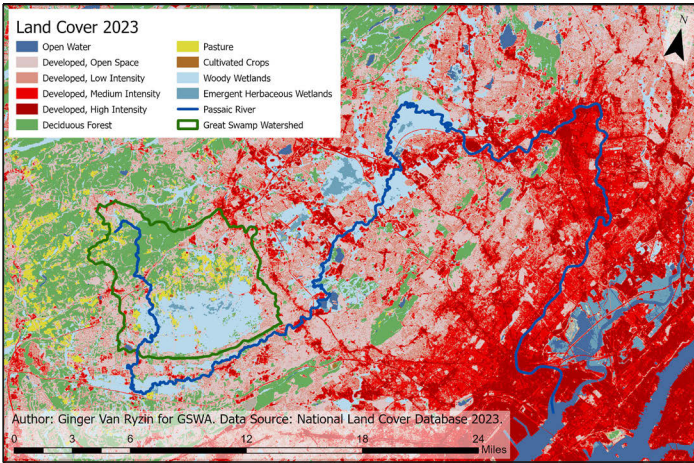 Land Cover 2023
Open Water
Developed, Open Space
Developed, Low Intensity
Developed, Medium Intensity
Developed, High Intensity
Deciduous Forest
Pasture
Cultivated Crops
Woody Wetlands
Emergent Herbaceous Wetlands
Passaic River
Great Swamp Watershed
N
Author: Ginger Van Ryzin for GSWA. Data Source: National Land Cover Database 2023.
0 3 6 12 18 24
Miles